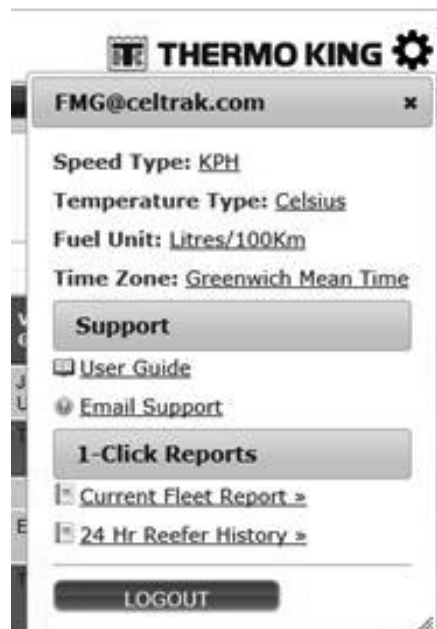 THERMO KING
FMG@celtrak.com
Speed Type: KPH
Temperature Type: Celsius
Fuel Unit: Litres/100Km
Time Zone: Greenwich Mean Time
Support
User Guide
Email Support
1-Click Reports
Current Fleet Report »
24 Hr Reefer History »
LOGOUT